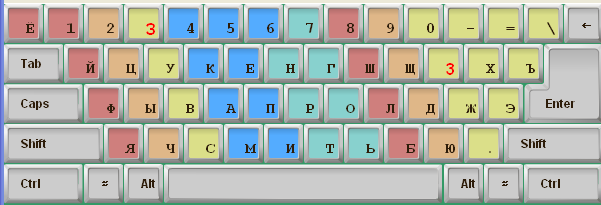 Ё 1 2 3 4 5 6 7 8 9 0 - = \ ←
Tab Й Ц У К Е Н Г Ш Щ З Х Ъ
Caps Ф Ы В А П Р О Л Д Ж Э Enter
Shift Я Ч С М И Т Ь Б Ю . Shift
Ctrl ≈ Alt Alt ≈ Ctrl